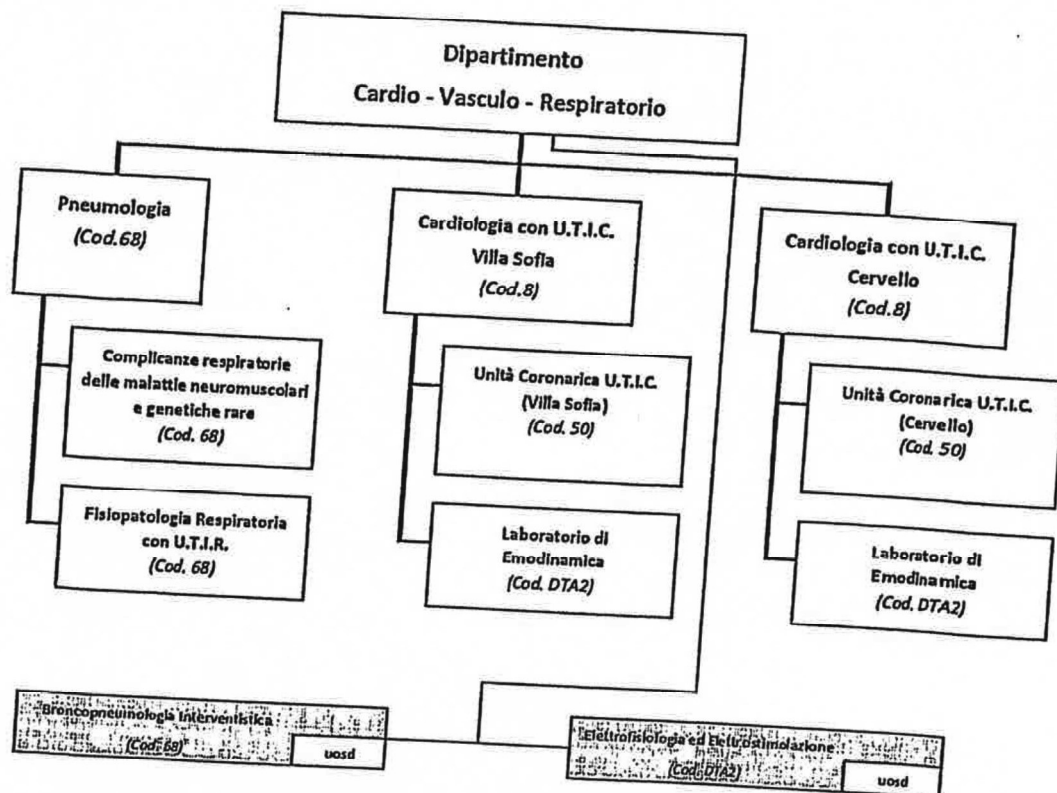 Dipartimento
Cardio - Vasculo - Respiratorio
Pneumologia
(Cod.68)
Cardiologia con U.T.I.C.
Villa Sofia
(Cod.8)
Cardiologia con U.T.I.C.
Cervello
(Cod.8)
Complicanze respiratorie
delle malattie neuromuscolari
e genetiche rare
(Cod. 68)
Unità Coronarica U.T.I.C.
(Villa Sofia)
(Cod. 50)
Unità Coronarica U.T.I.C.
(Cervello)
(Cod. 50)
Fisiopatologia Respiratoria
con U.T.I.R.
(Cod. 68)
Laboratorio di
Emodinamica
(Cod. DTA2)
Laboratorio di
Emodinamica
(Cod. DTA2)
Broncopneumologia Interventistica
(Cod. 68)
uosd
Elettrofisiologia ed Elettrostimolazione
(Cod. DTA2)
uosd